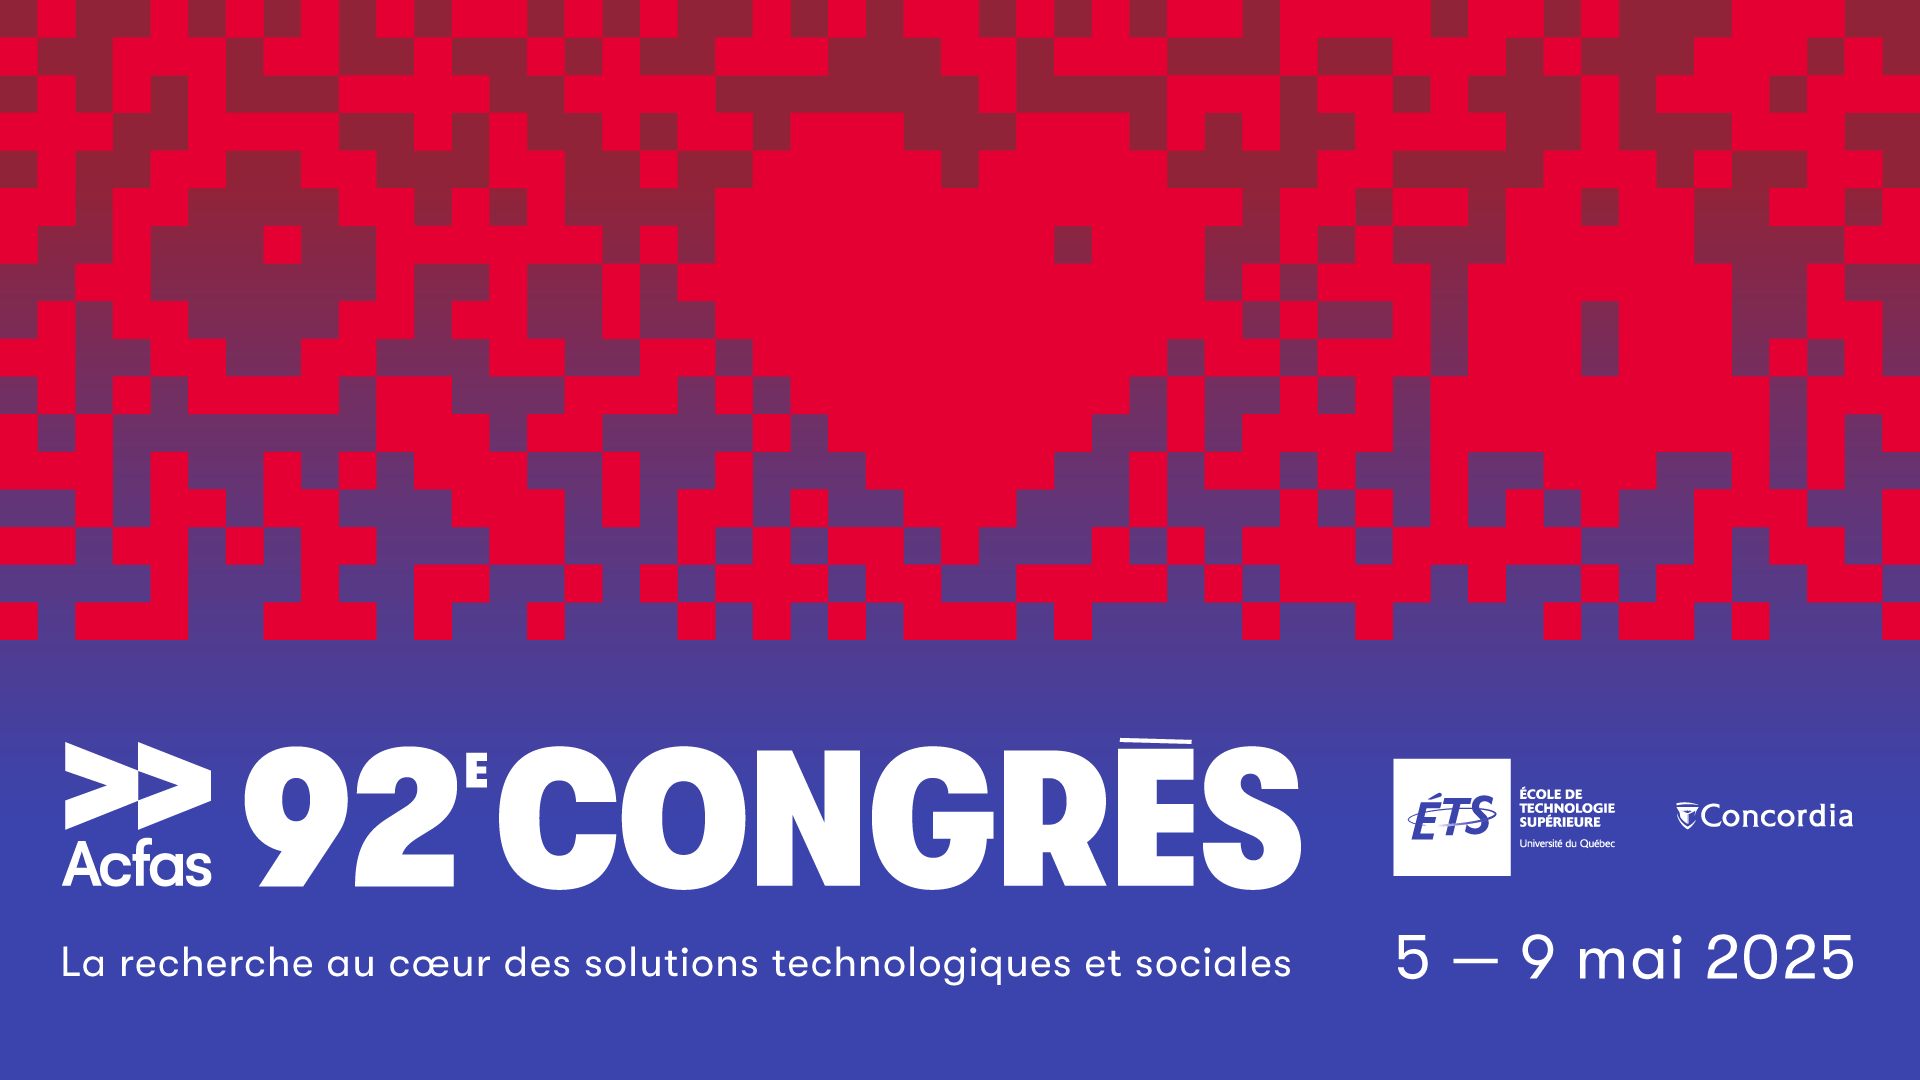 Acfas
92E CONGRÈS
La recherche au cœur des solutions technologiques et sociales
ÉTS
ÉCOLE DE
TECHNOLOGIE
SUPÉRIEURE
Université du Québec
Concordia
5 — 9 mai 2025